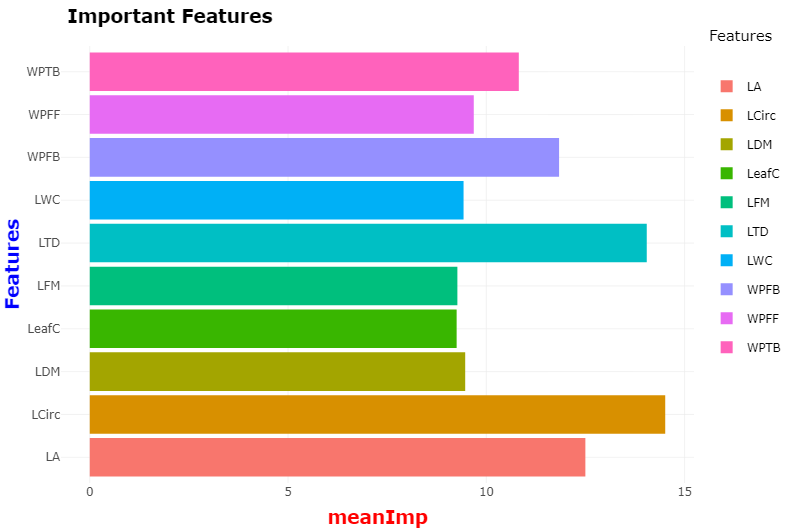 Important Features
Features
WPTB
WPFF
WPFB
LWC
LTD
LFM
LeafC
LDM
LCirc
LA
0 5 10 15
meanImp
Features
LA
LCirc
LDM
LeafC
LFM
LTD
LWC
WPFB
WPFF
WPTB